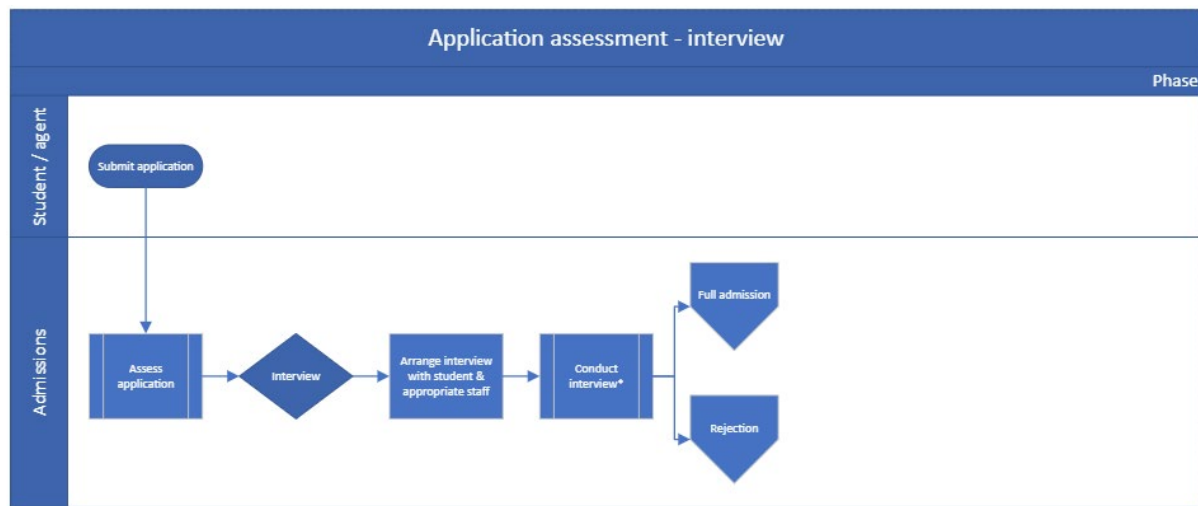 Application assessment - interview
Phase
Student / agent
Submit application
Admissions
Assess
application
Interview
Arrange interview
with student &
appropriate staff
Conduct
interview*
Full admission
Rejection